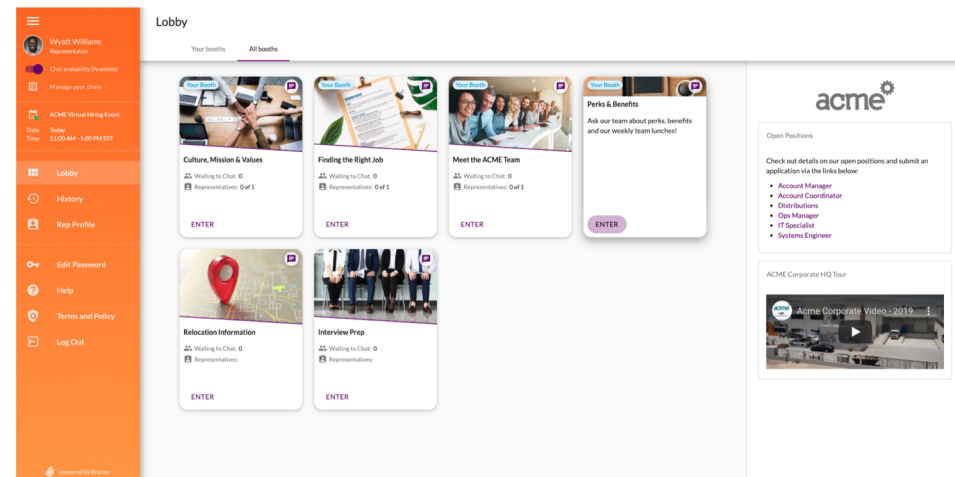 Wyatt Williams
Representative
Chat availability (Available)
Manage your chats
ACME Virtual Hiring Event
Date Today
Time 11:00 AM - 1:00 PM EST
Lobby
History
Rep Profile
Edit Password
Help
Terms and Policy
Log Out
powered by Brazen
Lobby
Your booths
All booths
Your Booth
Culture, Mission & Values
Waiting to Chat: 0
Representatives: 0 of 1
ENTER
Your Booth
Finding the Right Job
Waiting to Chat: 0
Representatives: 0 of 1
ENTER
Your Booth
Meet the ACME Team
Waiting to Chat: 0
Representatives: 0 of 1
ENTER
Your Booth
Perks & Benefits
Ask our team about perks, benefits
and our weekly team lunches!
ENTER
Relocation Information
Waiting to Chat: 0
Representatives:
ENTER
Interview Prep
Waiting to Chat: 0
Representatives:
ENTER
acme
Open Positions
Check out details on our open positions and submit an
application via the links below:
Account Manager
Account Coordinator
Distributions
Ops Manager
IT Specialist
Systems Engineer
ACME Corporate HQ Tour
acme
Acme Corporate Video - 2019